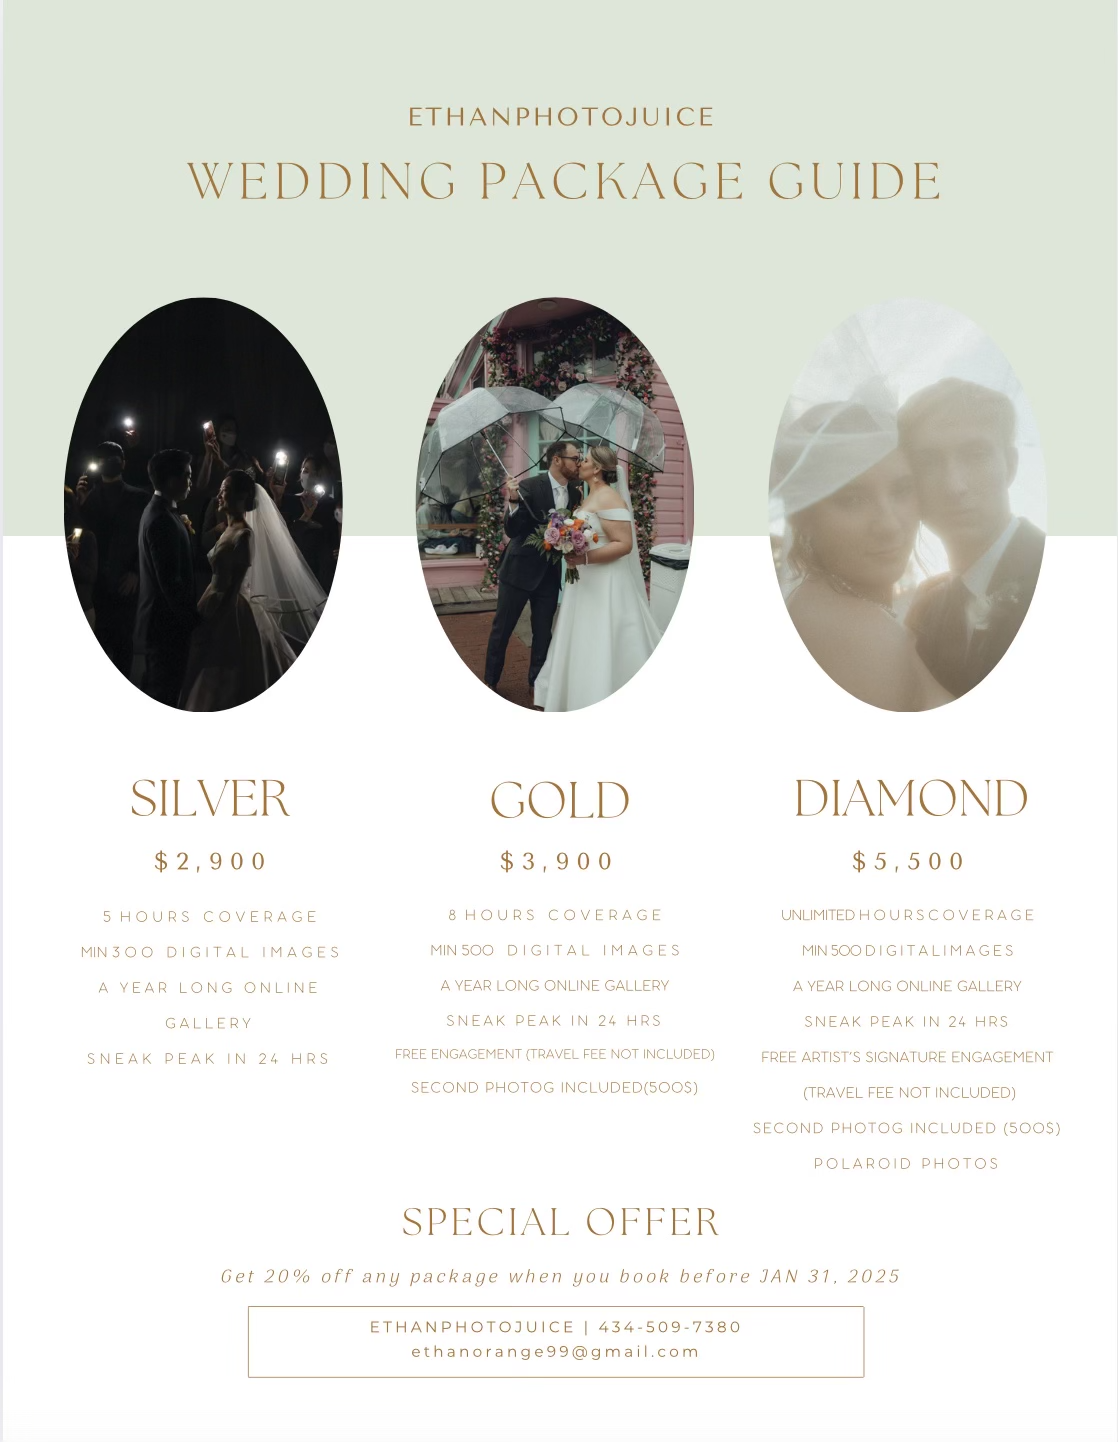 ETHANPHOTOJUICE
WEDDING PACKAGE GUIDE
SILVER
$2,900
5 HOURS COVERAGE
MIN300 DIGITAL IMAGES
A YEAR LONG ONLINE
GALLERY
SNEAK PEAK IN 24 HRS
GOLD
$3,900
8 HOURS COVERAGE
MIN 500 DIGITAL IMAGES
A YEAR LONG ONLINE GALLERY
SNEAK PEAK IN 24 HRS
FREE ENGAGEMENT (TRAVEL FEE NOT INCLUDED)
SECOND PHOTOG INCLUDED(500$)
DIAMOND
$5,500
UNLIMITED HOURS COVERAGE
MIN 500 DIGITAL IMAGES
A YEAR LONG ONLINE GALLERY
SNEAK PEAK IN 24 HRS
FREE ARTIST'S SIGNATURE ENGAGEMENT
(TRAVEL FEE NOT INCLUDED)
SECOND PHOTOG INCLUDED (500$)
POLAROID PHOTOS
SPECIAL OFFER
Get 20% off any package when you book before JAN 31, 2025
ETHANPHOTOJUICE | 434-509-7380
ethanorange99@gmail.com